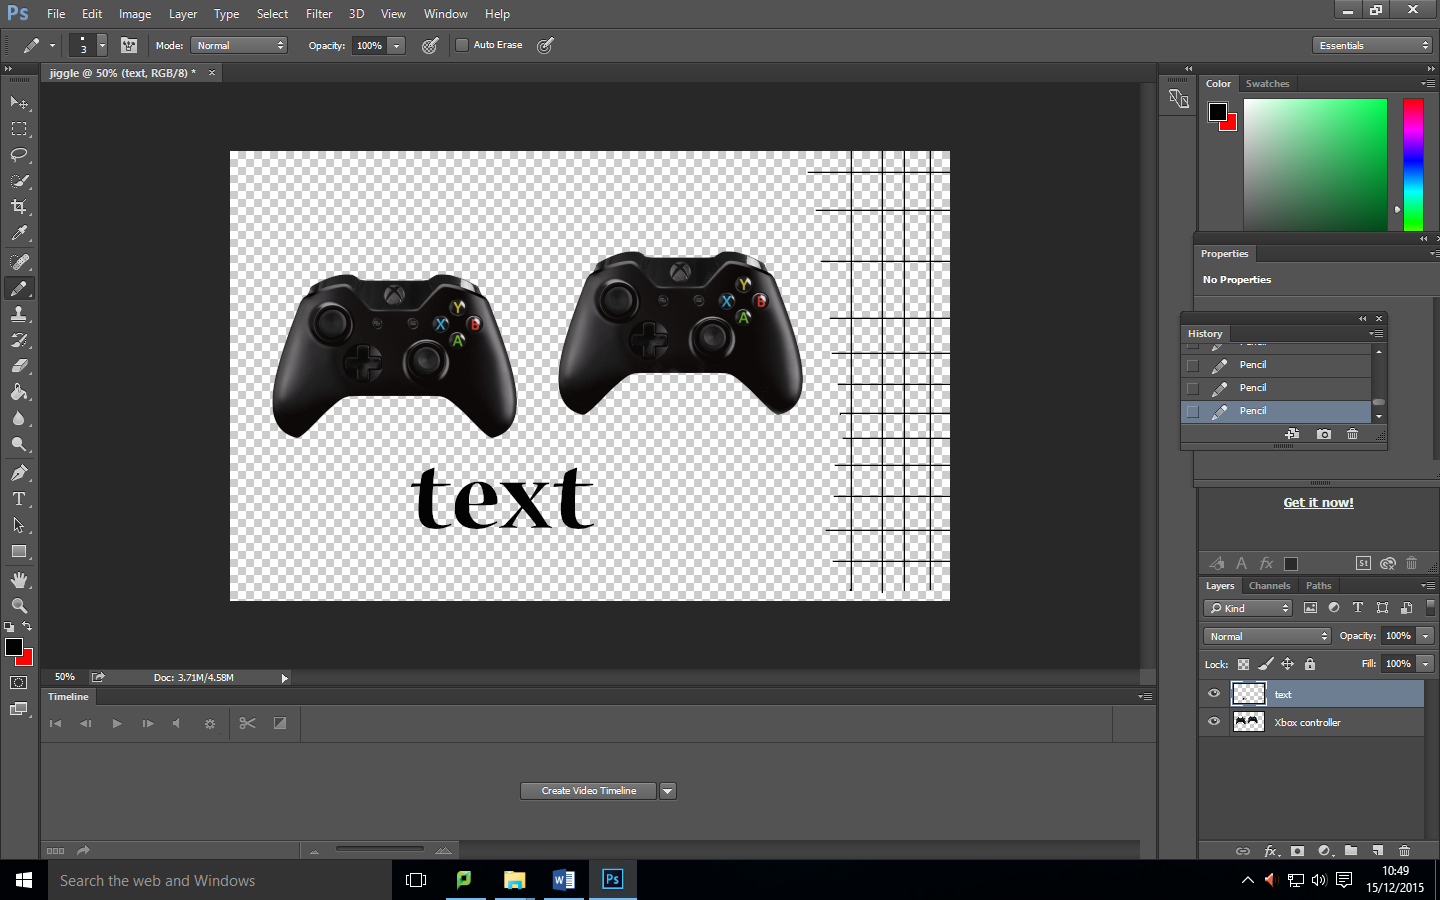 Ps File Edit Image Layer Type Select Filter 3D View Window Help
3 Mode: Normal Opacity: 100% Auto Erase Essentials
jiggle @ 50% (text, RGB/8) * ×
Color Swatches
Properties
No Properties
History
Pencil
Pencil
Pencil
X Y B A
X Y B A
text
Get it now!
St
Layers Channels Paths
Kind
Normal Opacity: 100%
Lock: Fill: 100%
text
Xbox controller
50% Doc: 3.71M/4.58M
Timeline
Create Video Timeline
Search the web and Windows
Ps
10:49
15/12/2015